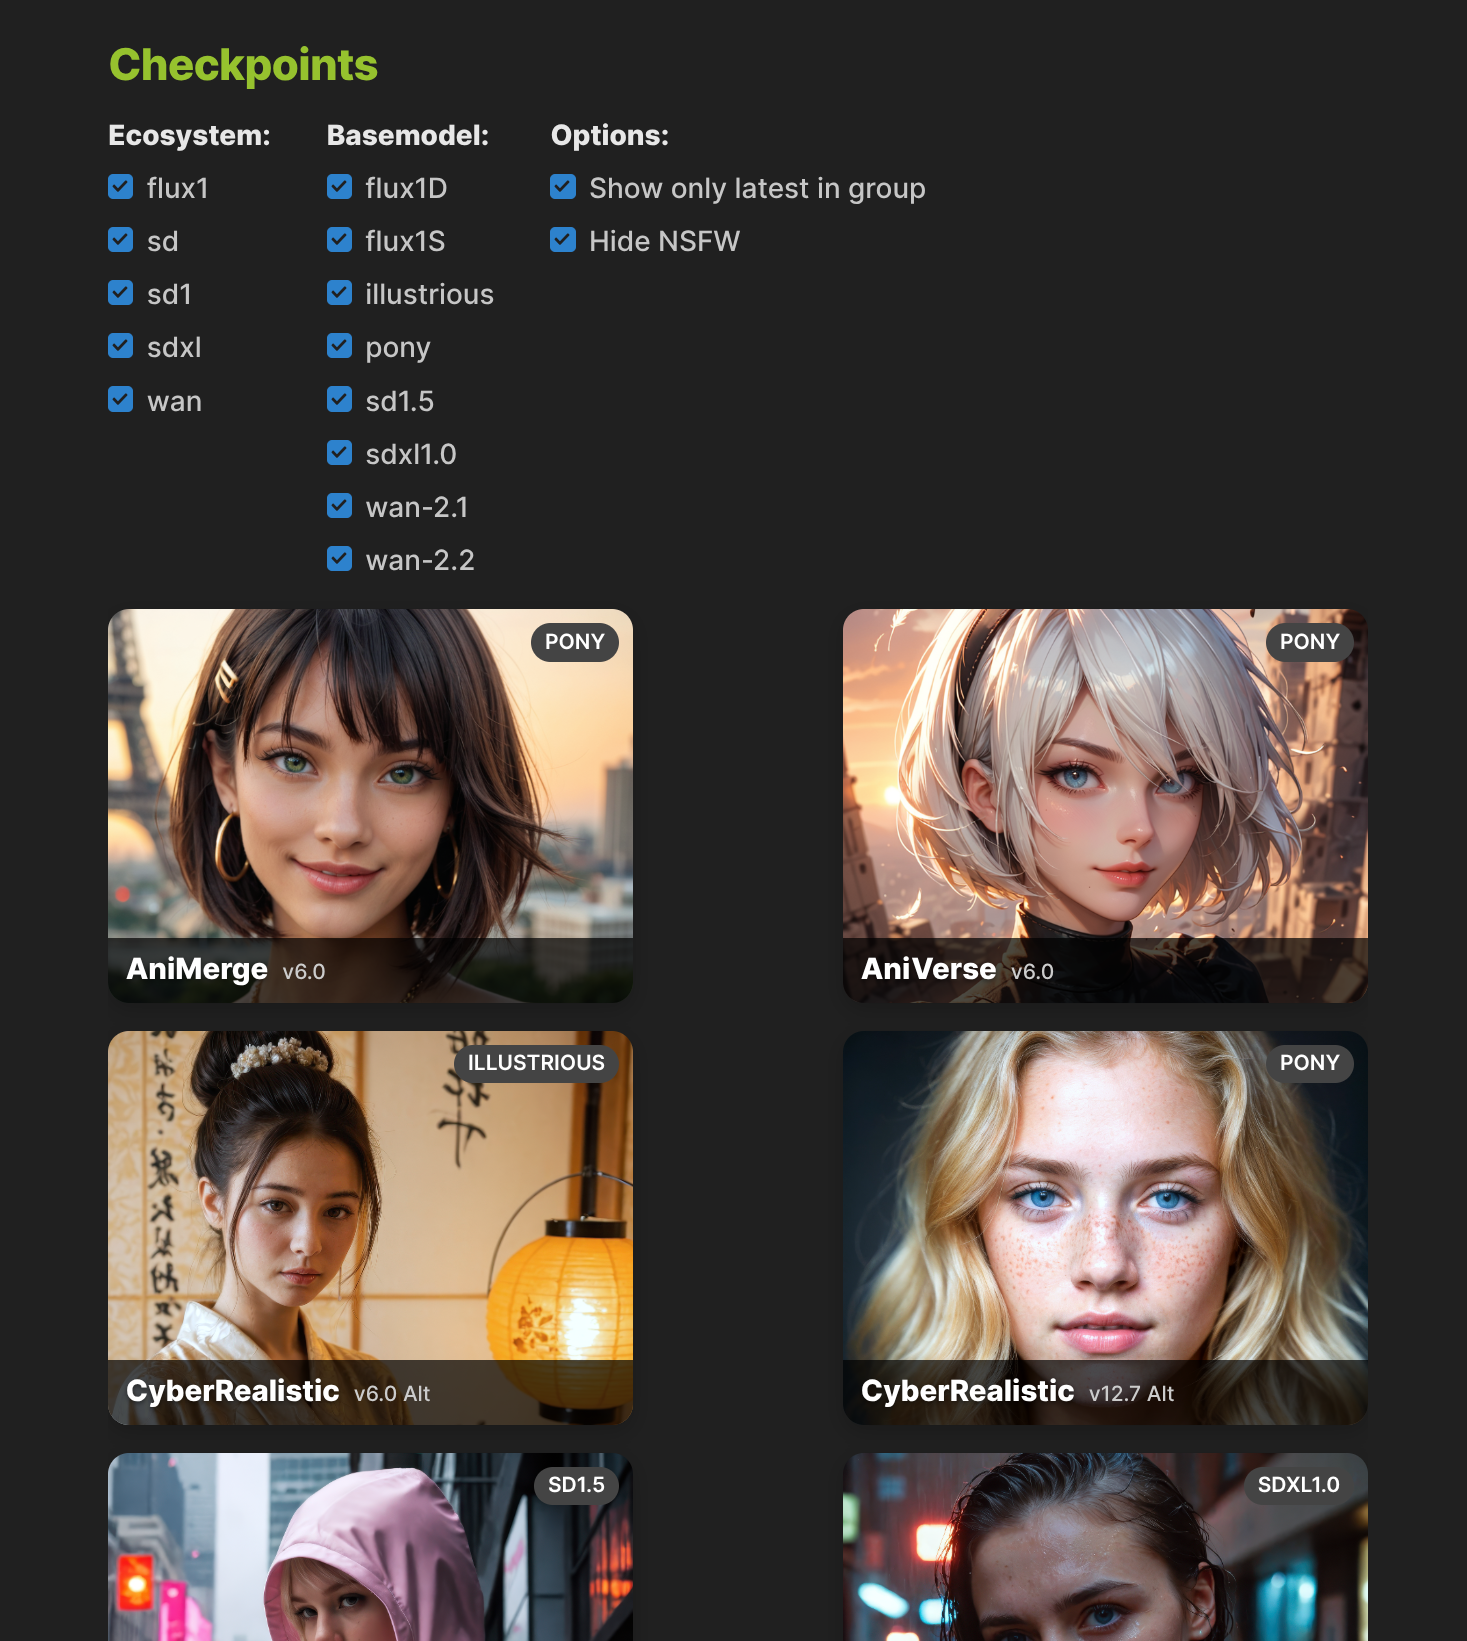 Checkpoints
Ecosystem:
flux1
sd
sd1
sdxl
wan
Basemodel:
flux1D
flux1S
illustrious
pony
sd1.5
sdxl1.0
wan-2.1
wan-2.2
Options:
Show only latest in group
Hide NSFW
PONY
AniMerge v6.0
PONY
AniVerse v6.0
ILLUSTRIOUS
CyberRealistic v6.0 Alt
PONY
CyberRealistic v12.7 Alt
SD1.5
SDXL1.0